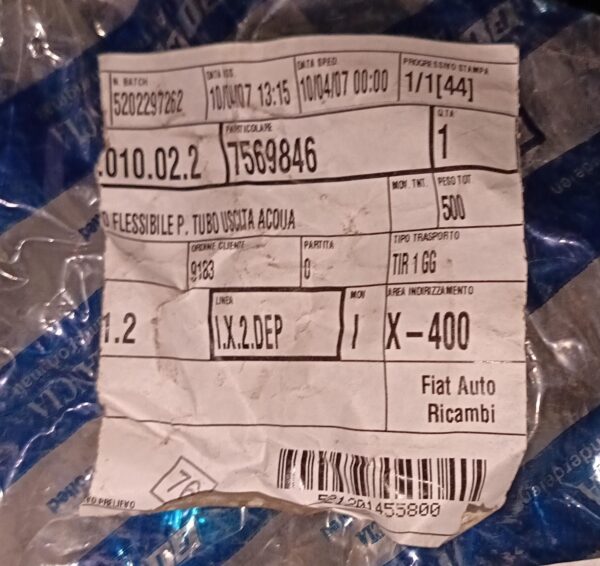 N. BATCH DATA ISS. DATA SPED. PROGRESSIVO STAMPA
5202297262 10/04/07 13:15 10/04/07 00:00 1/1[44]
PARTICOLARE Q.TA
.010.02.2 7569846 1
MOV. TNT. PESO TOT
O FLESSIBILE P. TUBO USCITA ACQUA 500
ORDINE CLIENTE PARTITA TIPO TRASPORTO
9183 0 TIR 1 GG
LINEA MOV AREA INDIRIZZAMENTO
1.2 I.X.2.DEP / X-400
Fiat Auto
Ricambi
76
O PRELIEVO
LANCIA